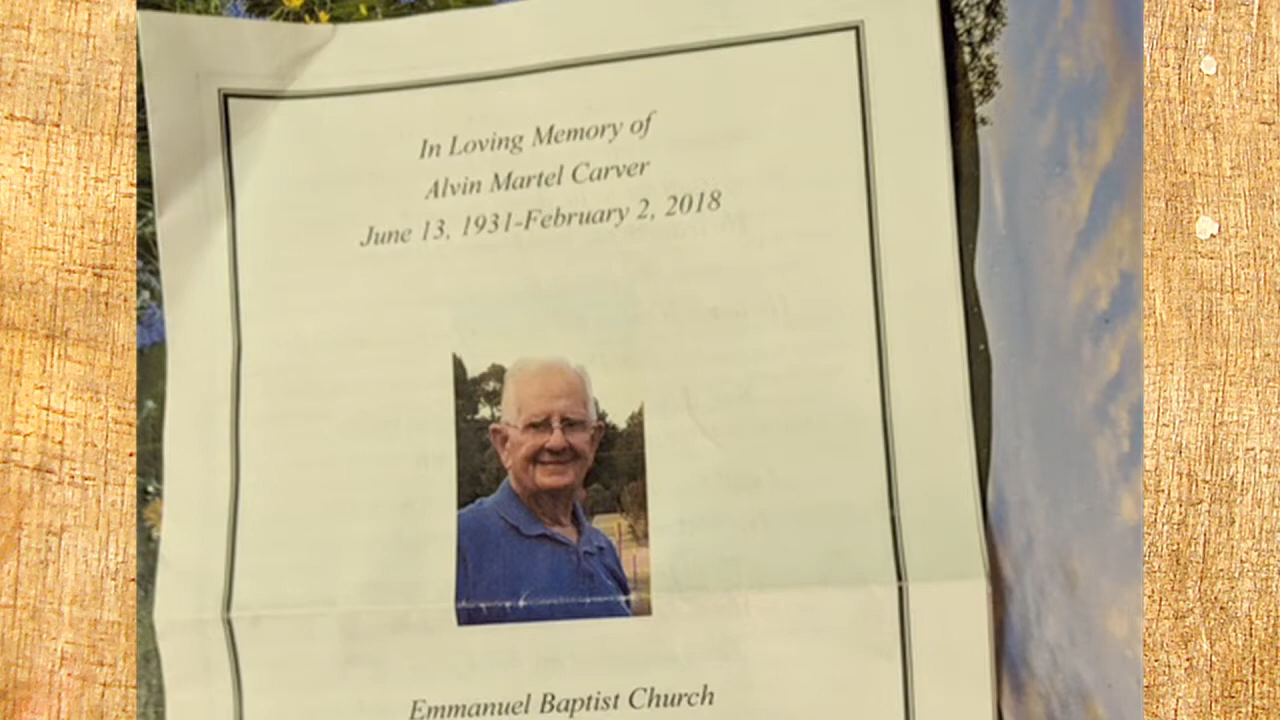 In Loving Memory of
Alvin Martel Carver
June 13, 1931-February 2, 2018
Emmanuel Baptist Church